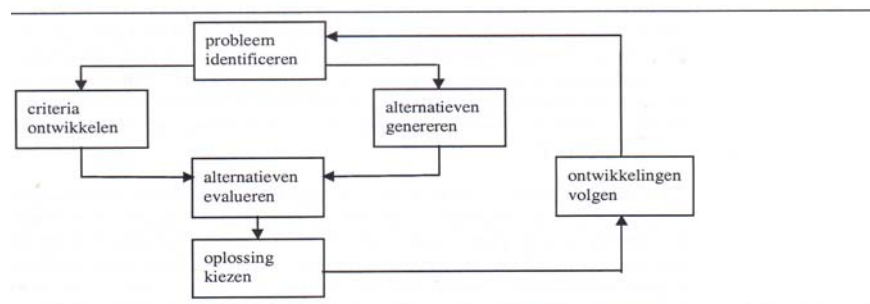 probleem
identificeren
criteria
ontwikkelen
alternatieven
genereren
alternatieven
evalueren
ontwikkelingen
volgen
oplossing
kiezen